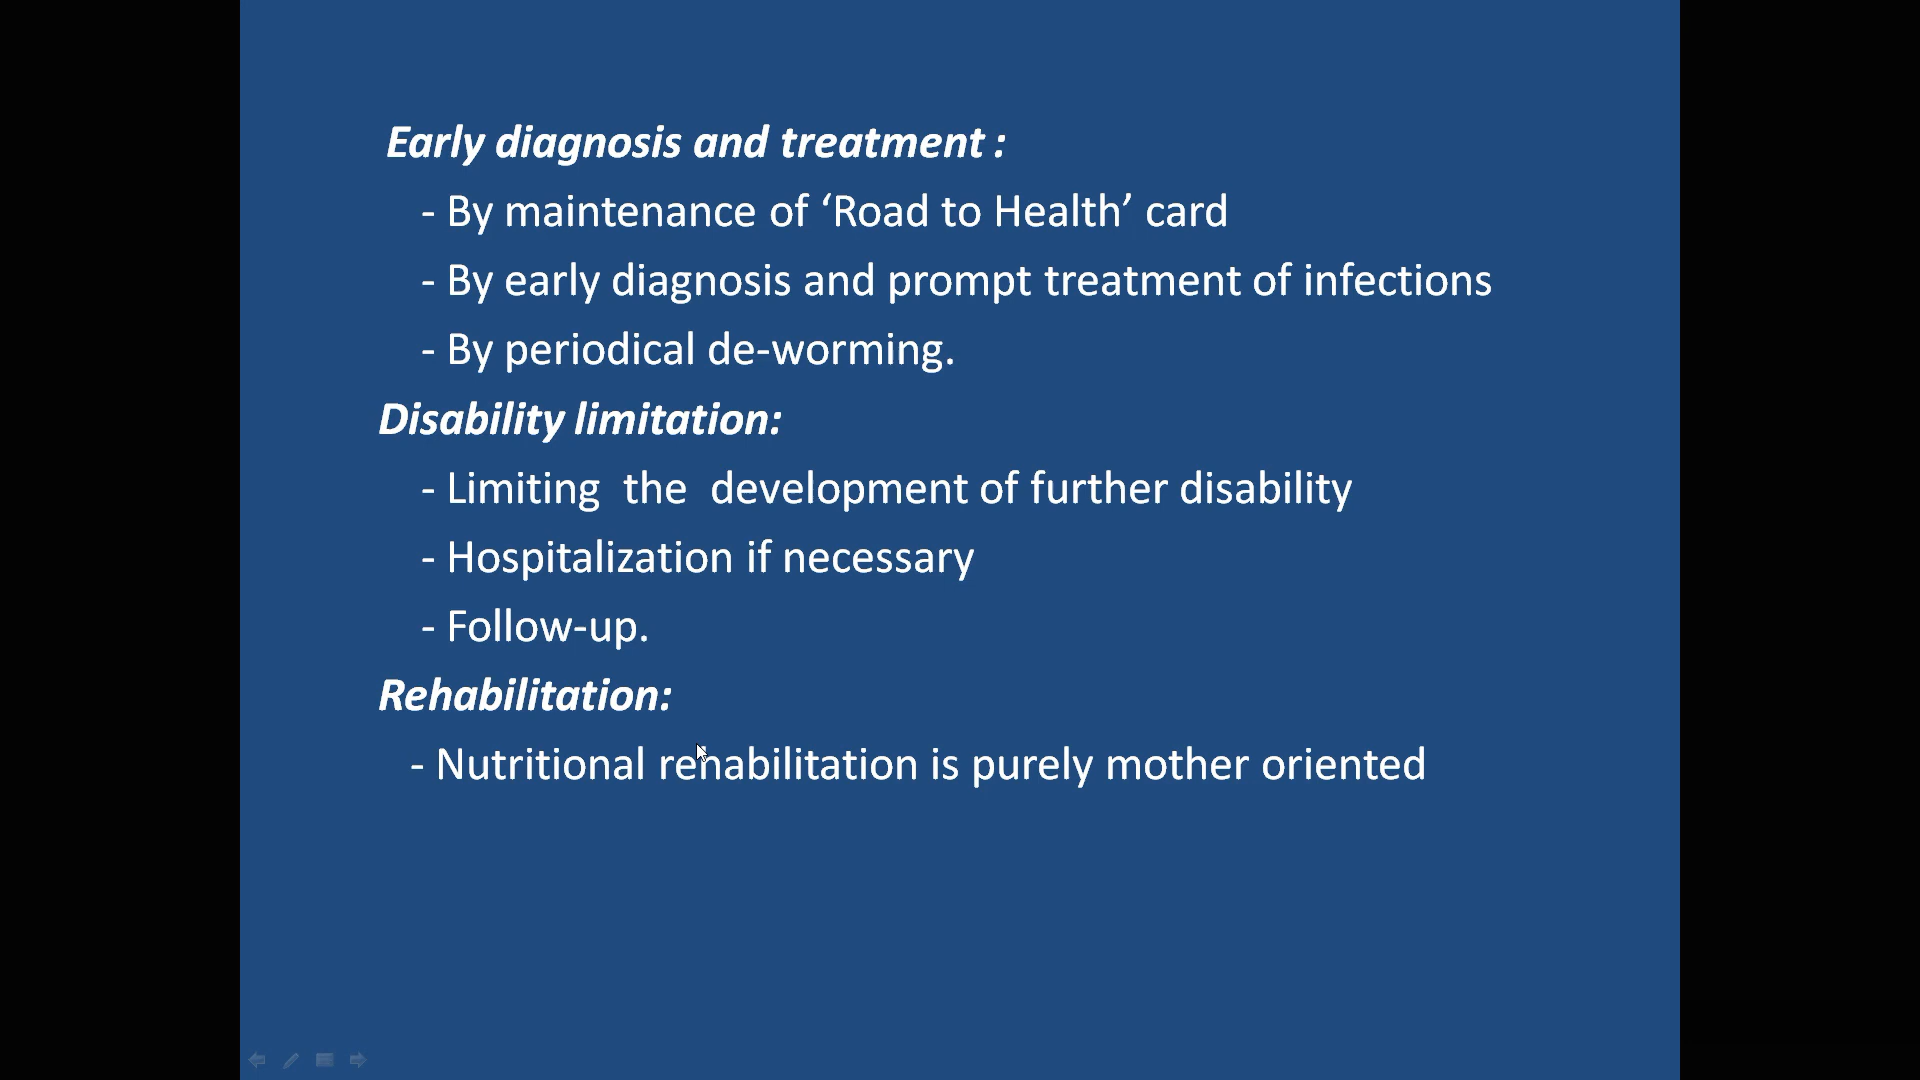 Early diagnosis and treatment :
- By maintenance of ‘Road to Health’ card
- By early diagnosis and prompt treatment of infections
- By periodical de-worming.
Disability limitation:
- Limiting  the  development of further disability
- Hospitalization if necessary
- Follow-up.
Rehabilitation:
- Nutritional rehabilitation is purely mother oriented